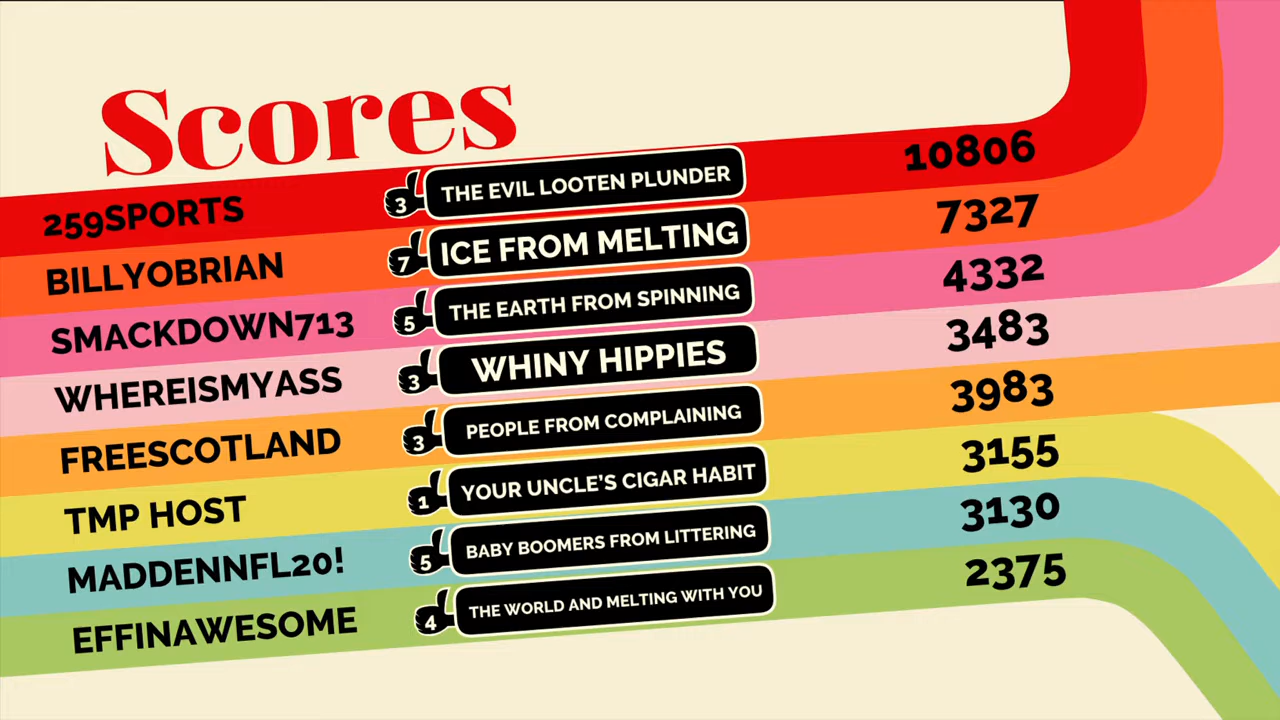 Scores
259SPORTS 3 THE EVIL LOOTEN PLUNDER 10806
BILLYOBRIAN 7 ICE FROM MELTING 7327
SMACKDOWN713 5 THE EARTH FROM SPINNING 4332
WHEREISMYASS 3 WHINY HIPPIES 3483
FREESCOTLAND 3 PEOPLE FROM COMPLAINING 3983
TMP HOST 1 YOUR UNCLE'S CIGAR HABIT 3155
MADDENNFL20! 5 BABY BOOMERS FROM LITTERING 3130
EFFINAWESOME 4 THE WORLD AND MELTING WITH YOU 2375